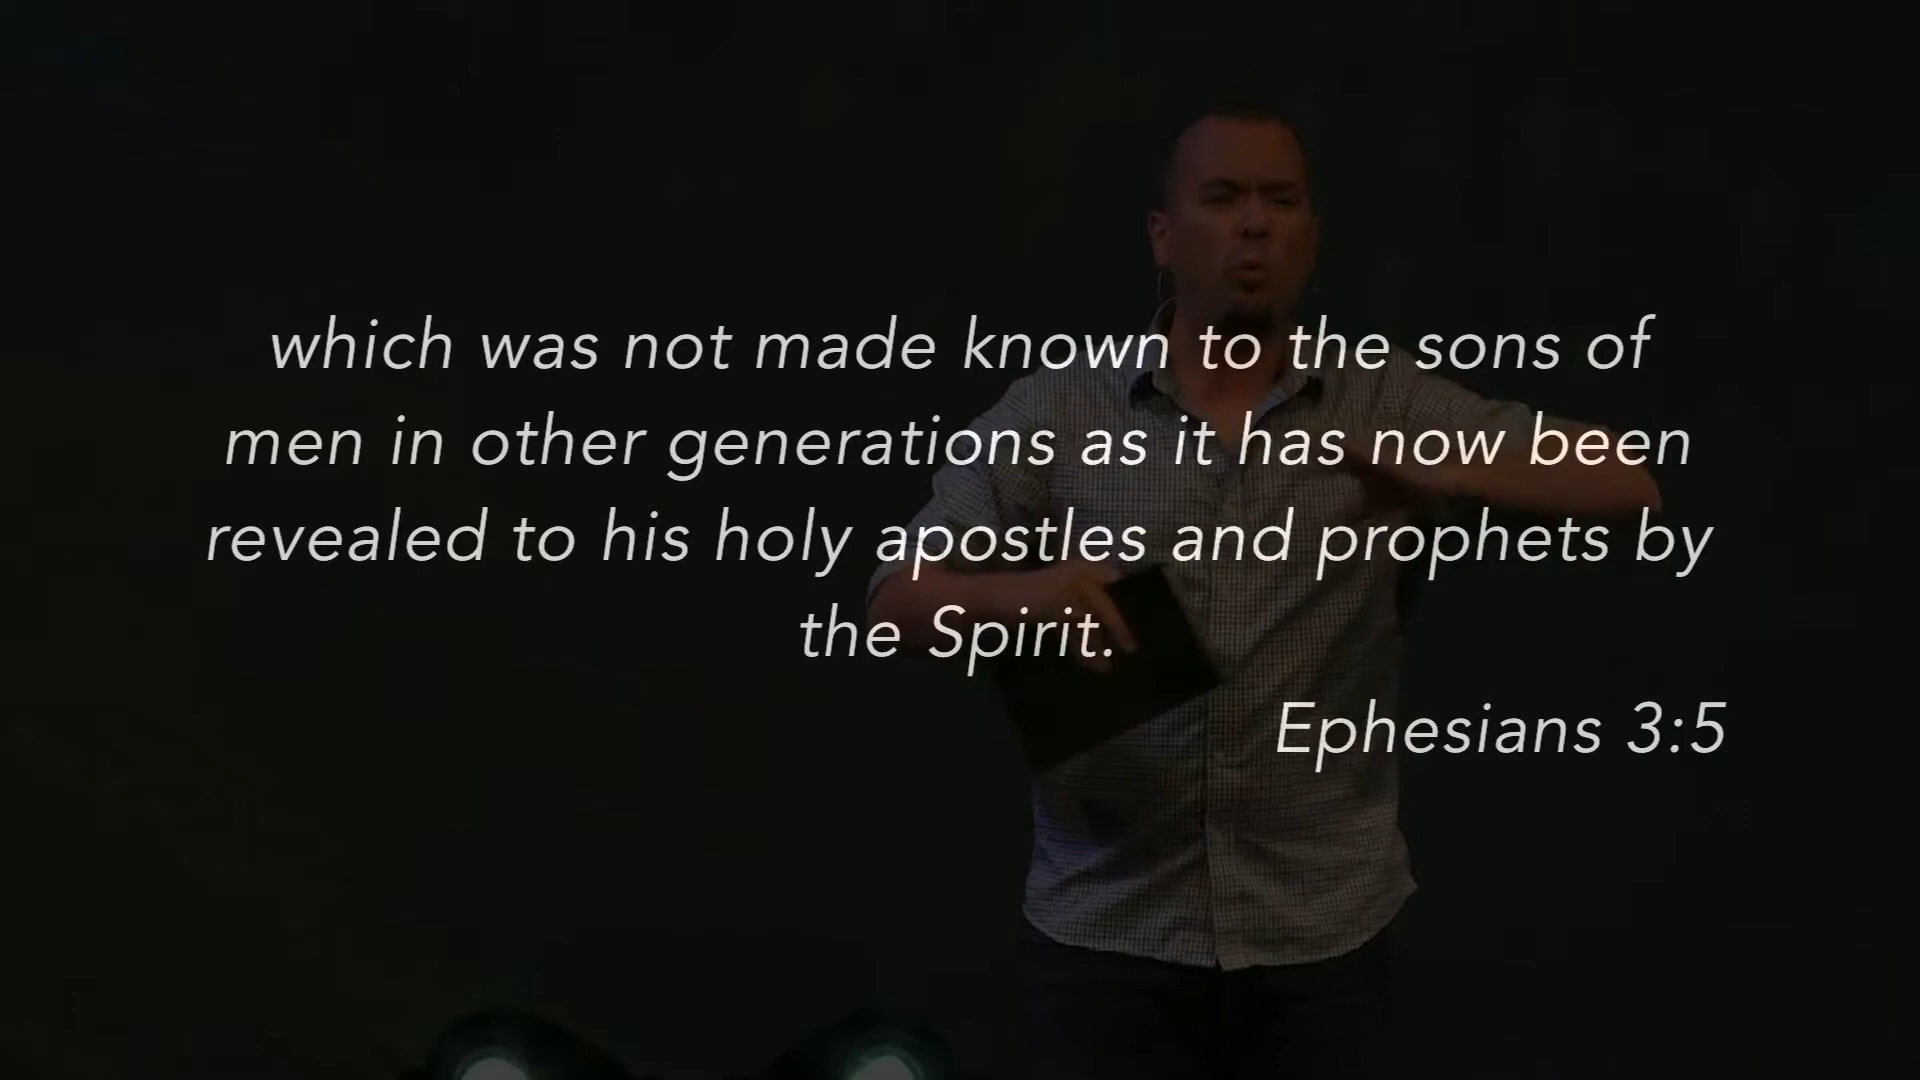 which was not made known to the sons of
men in other generations as it has now been
revealed to his holy apostles and prophets by
the Spirit.
Ephesians 3:5